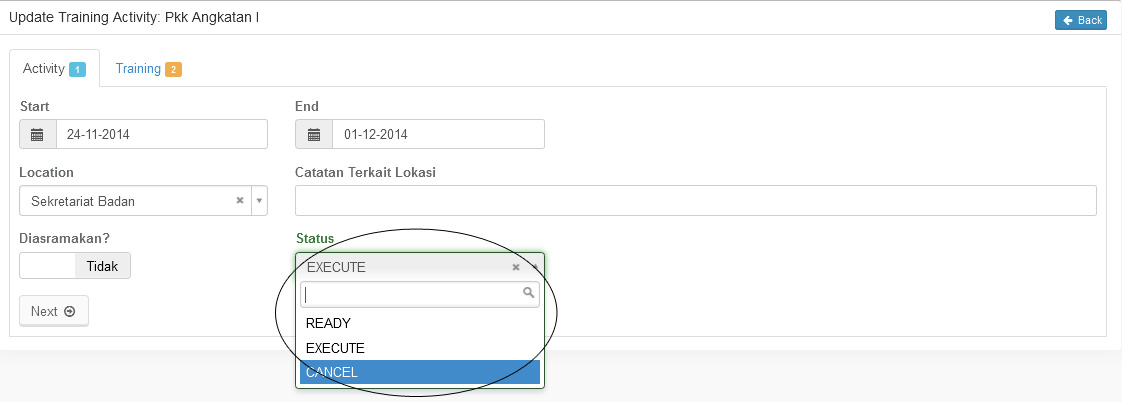 Update Training Activity: Pkk Angkatan I
Back
Activity 1
Training 2
Start
End
24-11-2014
01-12-2014
Location
Catatan Terkait Lokasi
Sekretariat Badan
Diasramakan?
Status
Tidak
EXECUTE
Next
READY
EXECUTE
CANCEL